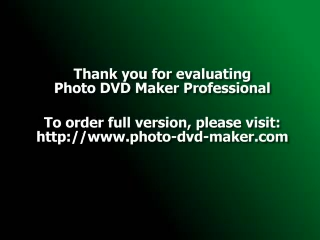 Thank you for evaluating
Photo DVD Maker Professional
To order full version, please visit:
http://www.photo-dvd-maker.com